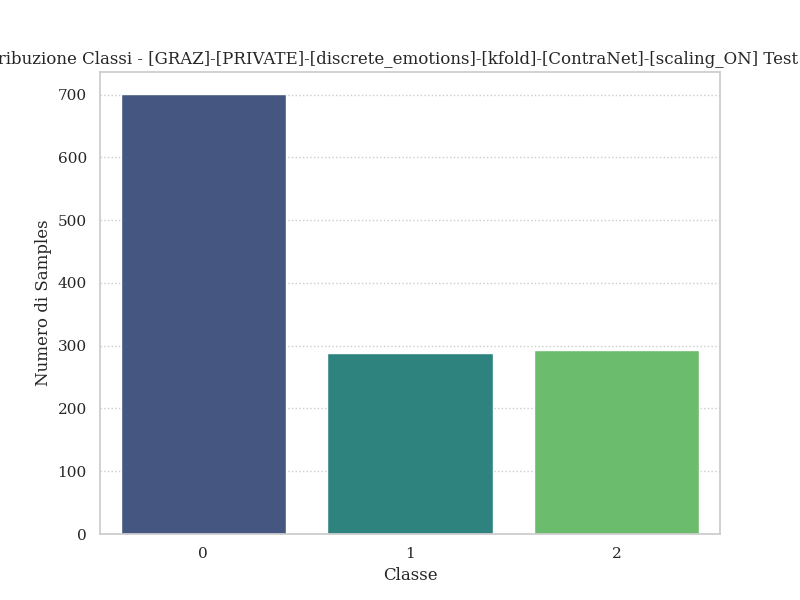 ribuzione Classi - [GRAZ]-[PRIVATE]-[discrete_emotions]-[kfold]-[ContraNet]-[scaling_ON] Test
700
600
500
400
300
200
100
0
Numero di Samples
0 1 2
Classe